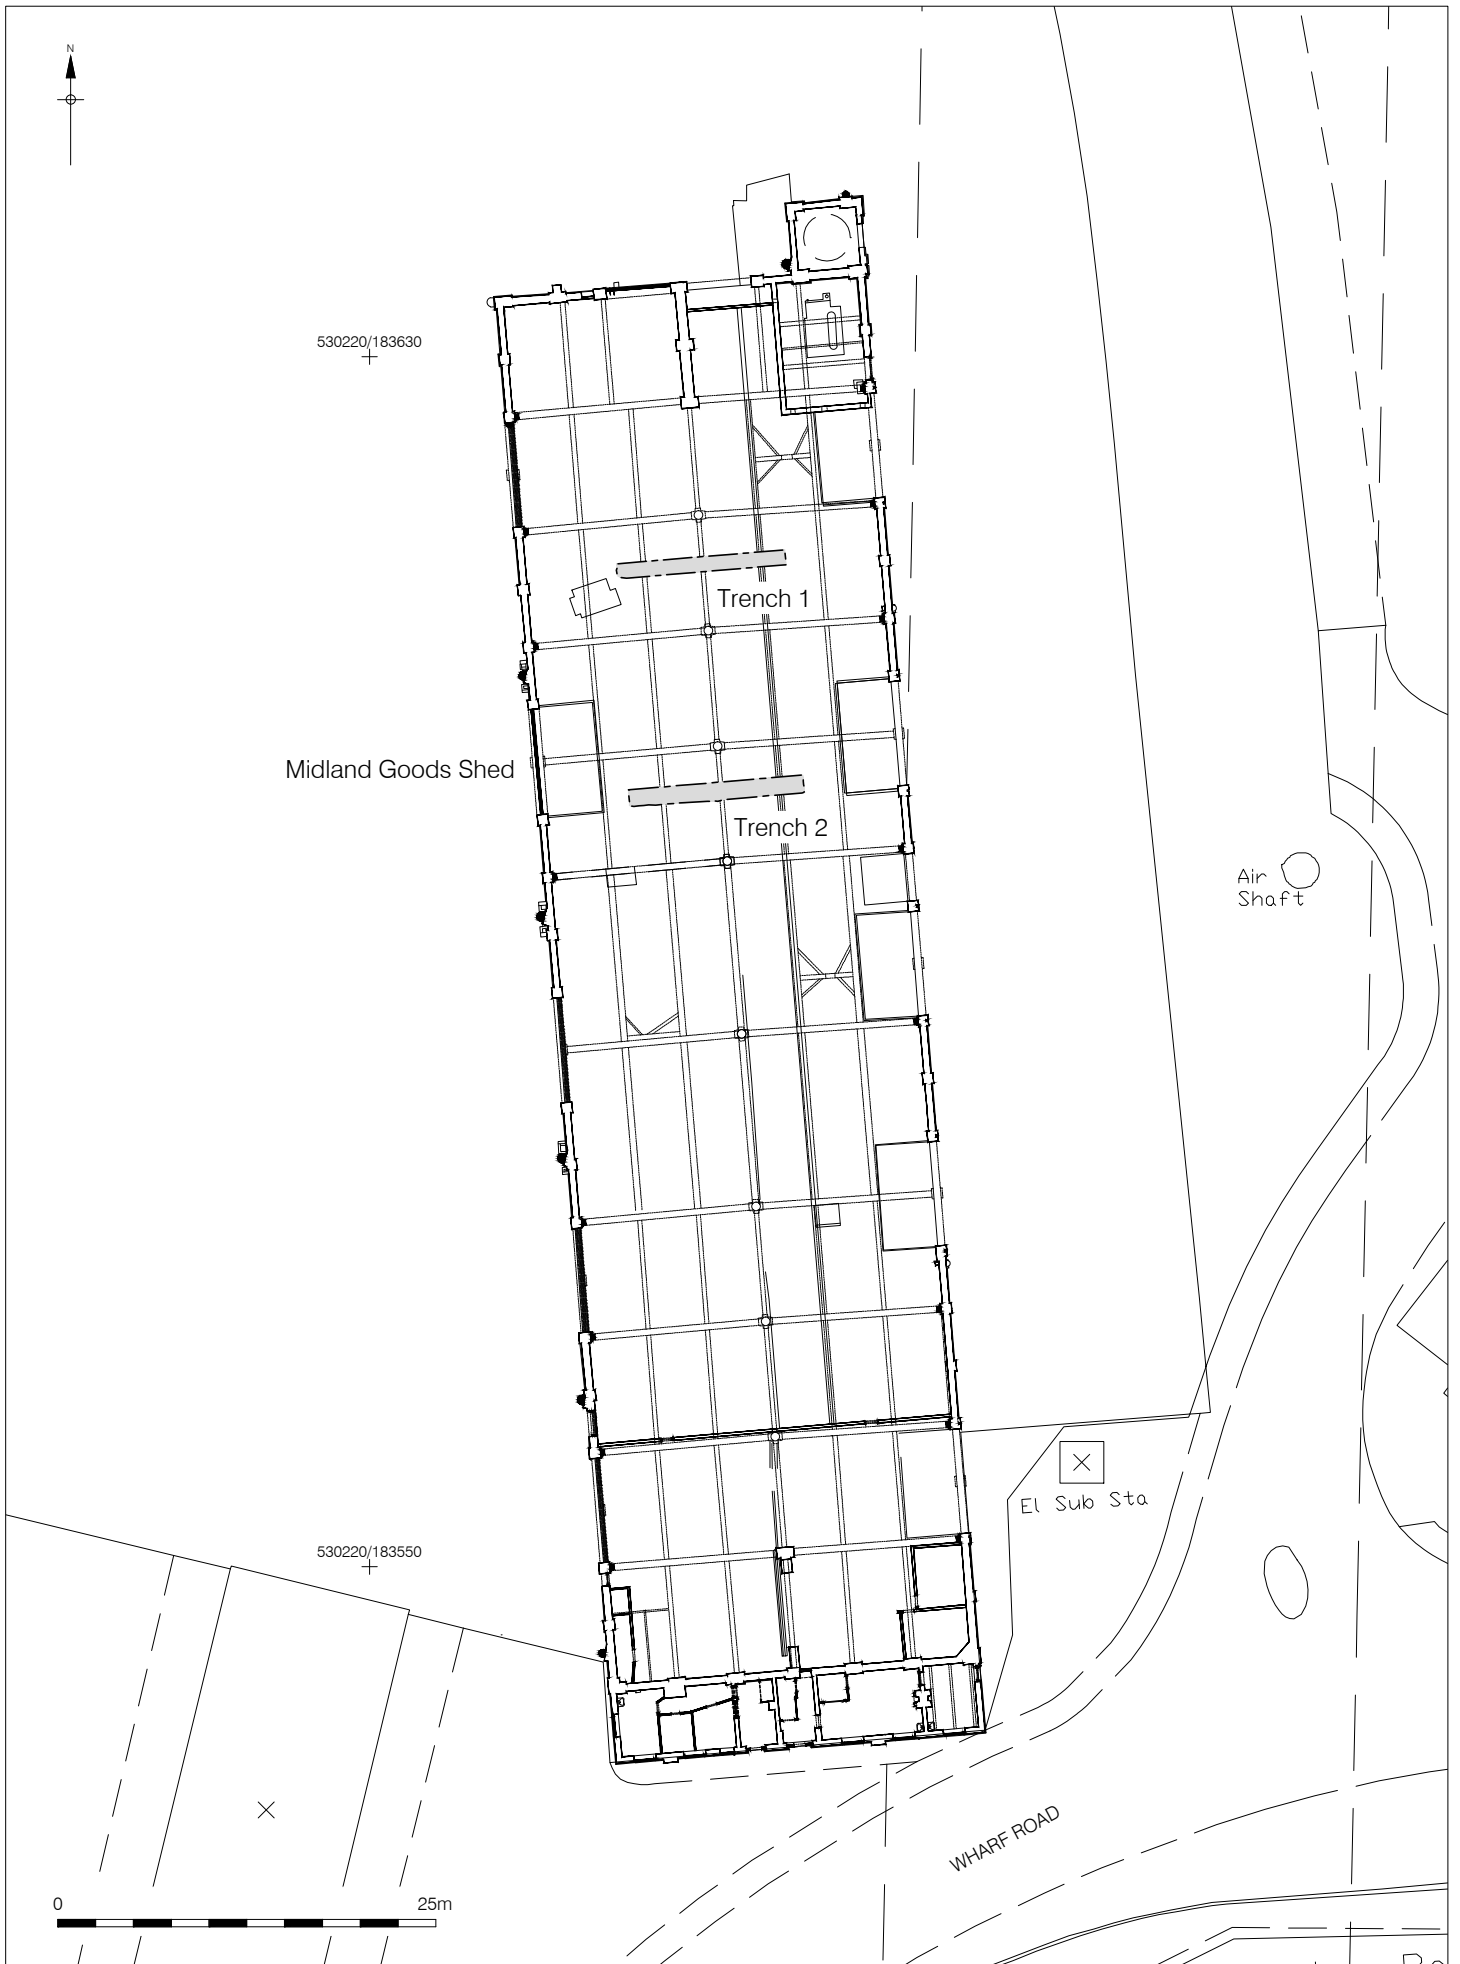 N
530220/183630
Trench 1
Midland Goods Shed
Trench 2
Air
Shaft
El Sub Sta
530220/183550
WHARF ROAD
0 25m